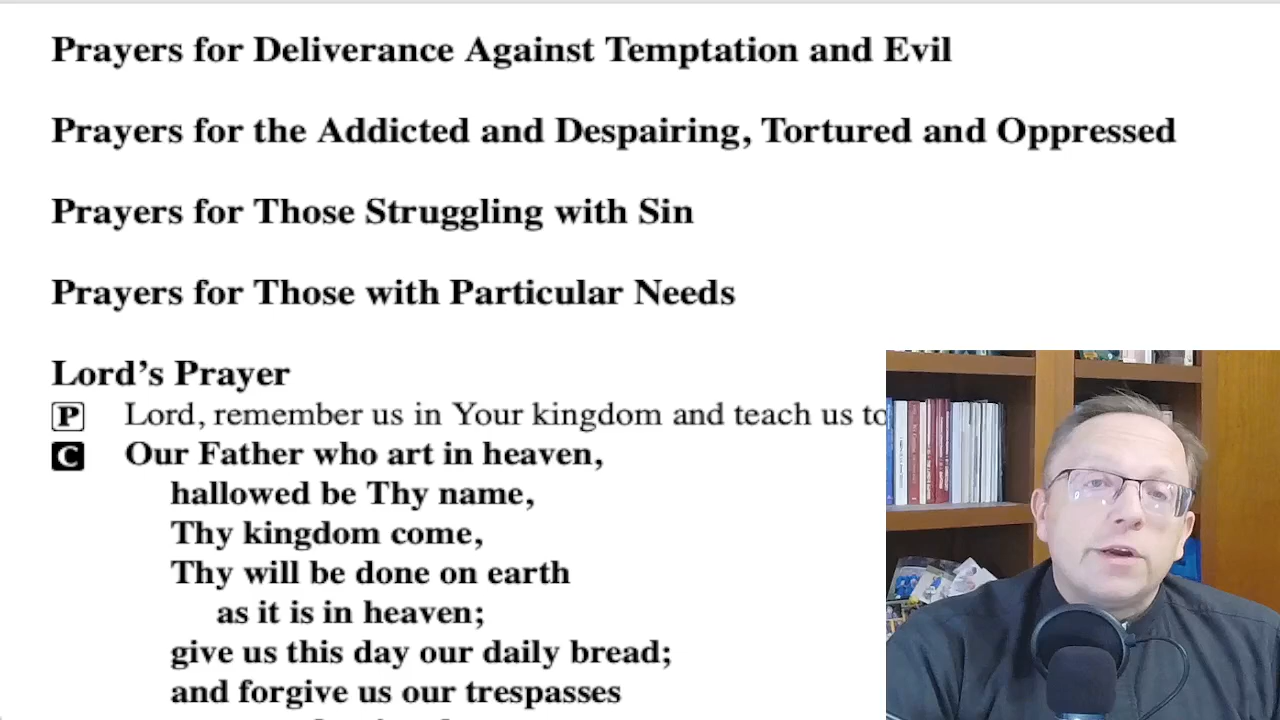 Prayers for Deliverance Against Temptation and Evil
Prayers for the Addicted and Despairing, Tortured and Oppressed
Prayers for Those Struggling with Sin
Prayers for Those with Particular Needs
Lord’s Prayer
P Lord, remember us in Your kingdom and teach us to
C Our Father who art in heaven,
hallowed be Thy name,
Thy kingdom come,
Thy will be done on earth
as it is in heaven;
give us this day our daily bread;
and forgive us our trespasses